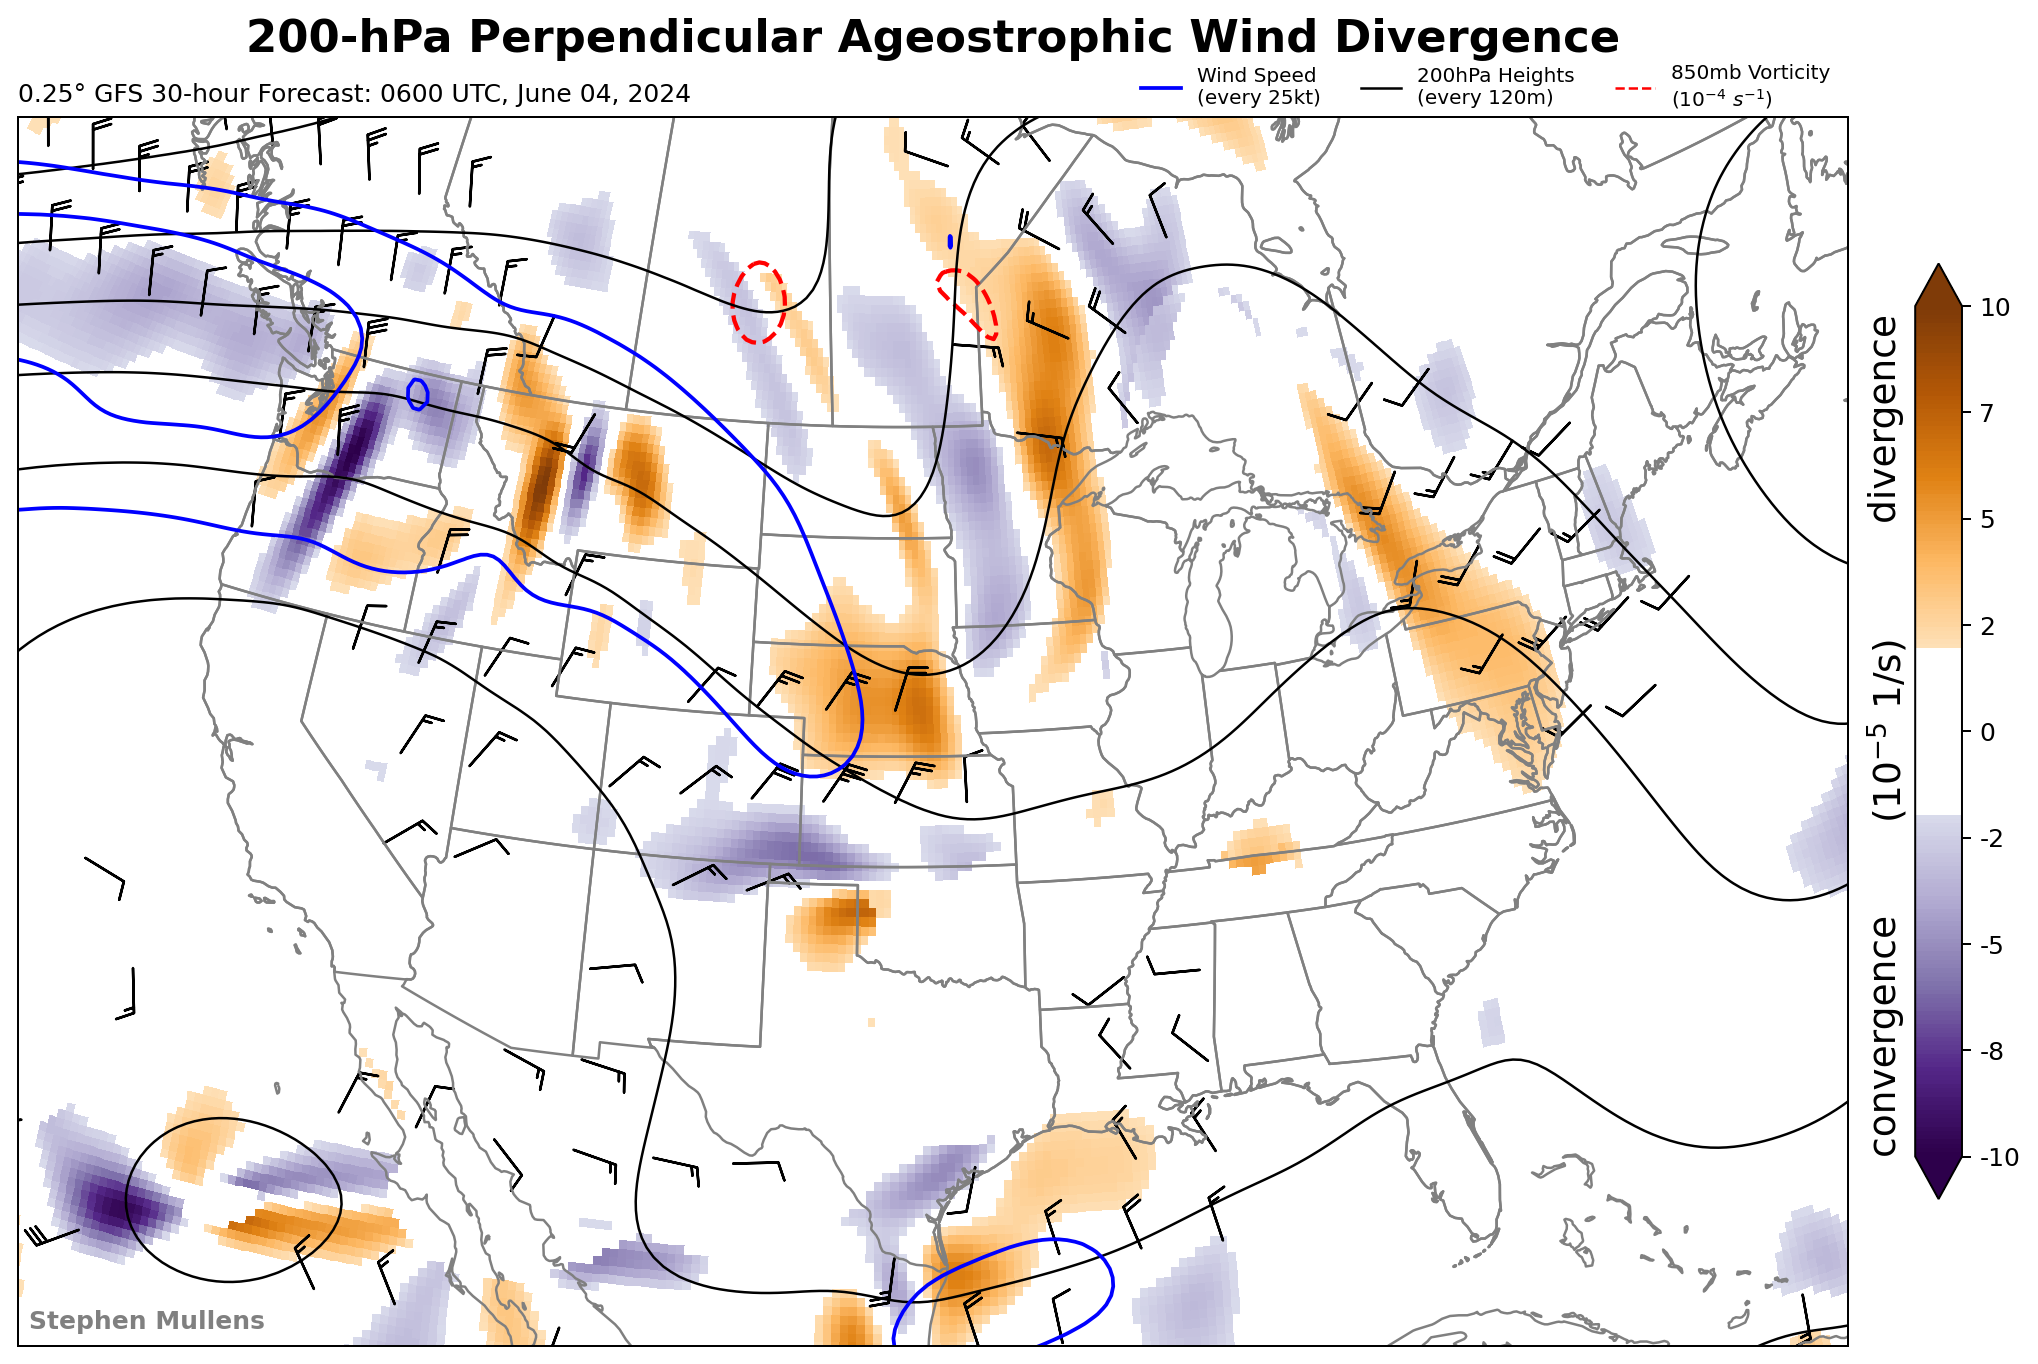 200-hPa Perpendicular Ageostrophic Wind Divergence
0.25° GFS 30-hour Forecast: 0600 UTC, June 04, 2024
Wind Speed
(every 25kt)
200hPa Heights
(every 120m)
850mb Vorticity
(10⁻⁴ s⁻¹)
10
7
5
2
0
-2
-5
-8
-10
convergence (10⁻⁵ 1/s) divergence
Stephen Mullens